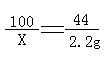 100/X = 44/2.2g